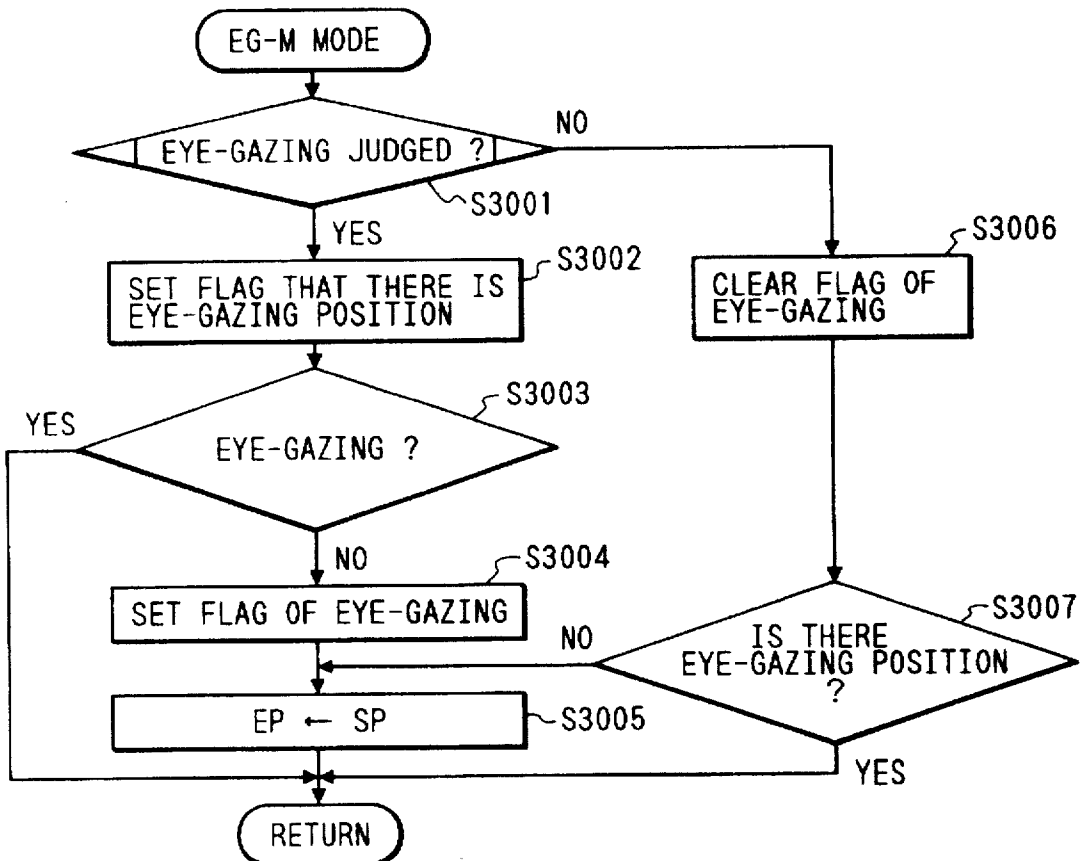 EG-M MODE
EYE-GAZING JUDGED ?
NO
S3001
YES
S3002
S3006
SET FLAG THAT THERE IS
EYE-GAZING POSITION
CLEAR FLAG OF
EYE-GAZING
S3003
YES
EYE-GAZING ?
NO
S3004
SET FLAG OF EYE-GAZING
S3007
NO
IS THERE
EYE-GAZING POSITION
?
EP ← SP
S3005
YES
RETURN